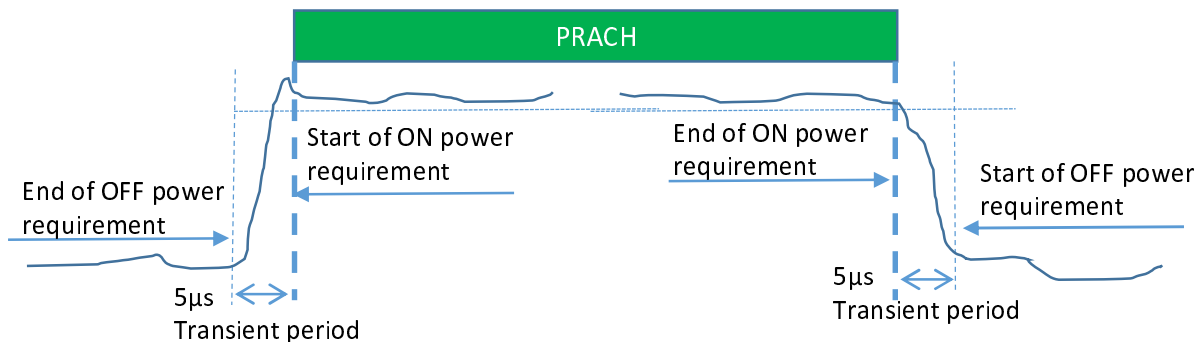 PRACH
Start of ON power
requirement
End of ON power
requirement
End of OFF power
requirement
Start of OFF power
requirement
5µs
Transient period
5µs
Transient period